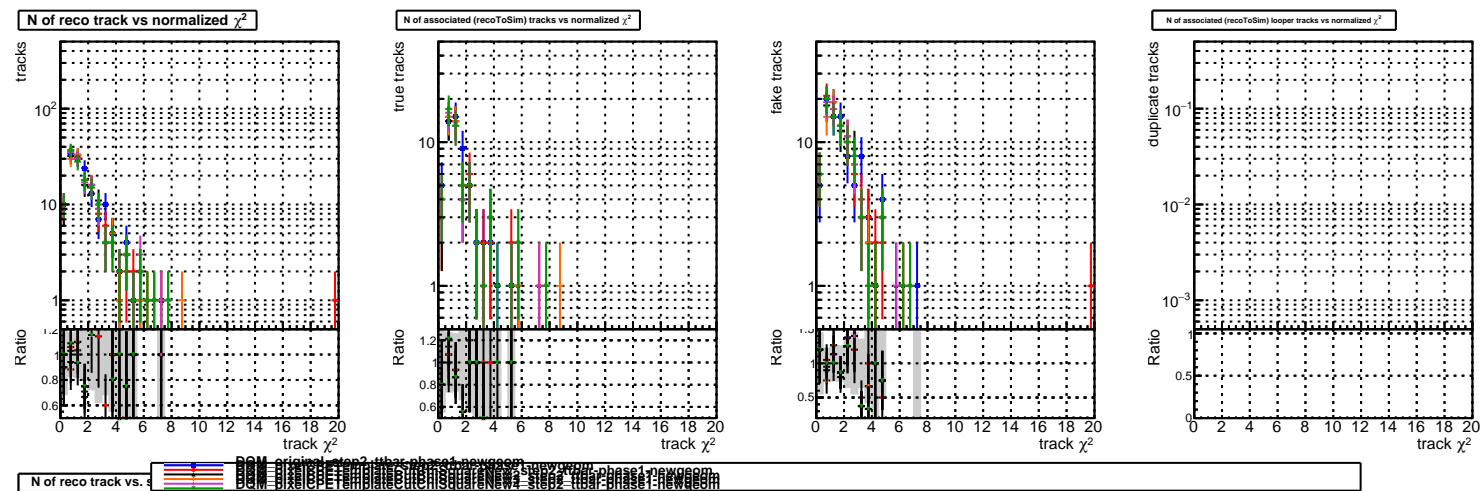 N of reco track vs normalized χ²
N of associated (recoToSim) tracks vs normalized χ²
N of associated (recoToSim) looper tracks vs normalized χ²
tracks
10²
10
1
Ratio
1.2
1
0.8
0.6
0 2 4 6 8 10 12 14 16 18 20
track χ²
true tracks
10
1
Ratio
1.2
1
0.8
0.6
0 2 4 6 8 10 12 14 16 18 20
track χ²
fake tracks
10
1
Ratio
1.5
1
0.5
0 2 4 6 8 10 12 14 16 18 20
track χ²
duplicate tracks
10⁻¹
10⁻²
10⁻³
Ratio
1
0.5
0
0 2 4 6 8 10 12 14 16 18 20
track χ²
N of reco track vs.
DQM_original_step2_ttbar-phase1-newgeom